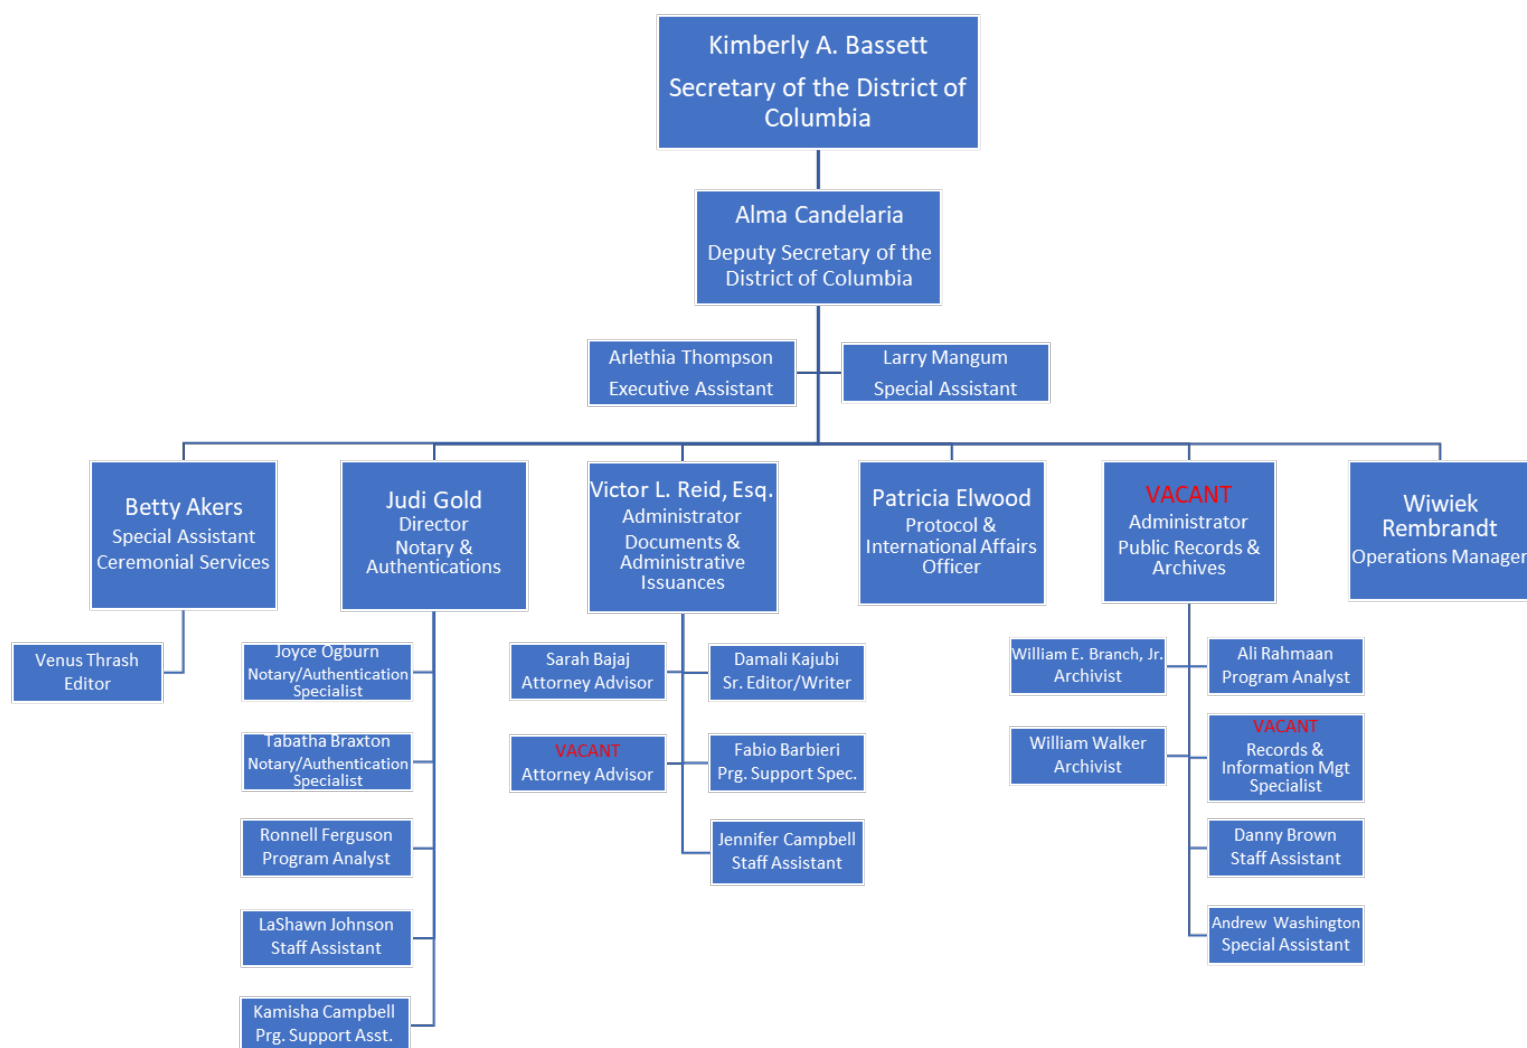 Kimberly A. Bassett
Secretary of the District of
Columbia
Alma Candelaria
Deputy Secretary of the
District of Columbia
Arlethia Thompson
Executive Assistant
Larry Mangum
Special Assistant
Betty Akers
Special Assistant
Ceremonial Services
Judi Gold
Director
Notary &
Authentications
Victor L. Reid, Esq.
Administrator
Documents &
Administrative
Issuances
Patricia Elwood
Protocol &
International Affairs
Officer
VACANT
Administrator
Public Records &
Archives
Wiwiek
Rembrandt
Operations Manager
Venus Thrash
Editor
Joyce Ogburn
Notary/Authentication
Specialist
Tabatha Braxton
Notary/Authentication
Specialist
Ronnell Ferguson
Program Analyst
LaShawn Johnson
Staff Assistant
Kamisha Campbell
Prg. Support Asst.
Sarah Bajaj
Attorney Advisor
Damali Kajubi
Sr. Editor/Writer
VACANT
Attorney Advisor
Fabio Barbieri
Prg. Support Spec.
Jennifer Campbell
Staff Assistant
William E. Branch, Jr.
Archivist
Ali Rahmaan
Program Analyst
William Walker
Archivist
VACANT
Records &
Information Mgt
Specialist
Danny Brown
Staff Assistant
Andrew Washington
Special Assistant